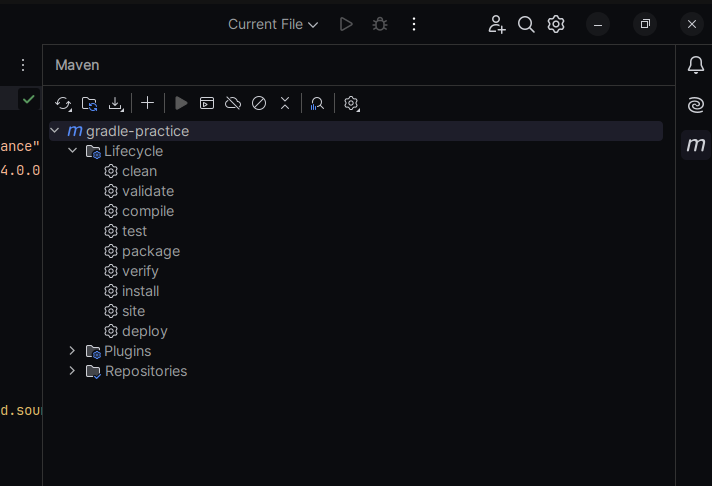 Current File
Maven
m gradle-practice
Lifecycle
clean
validate
compile
test
package
verify
install
site
deploy
Plugins
Repositories
ance"
4.0.0
d.sour
m